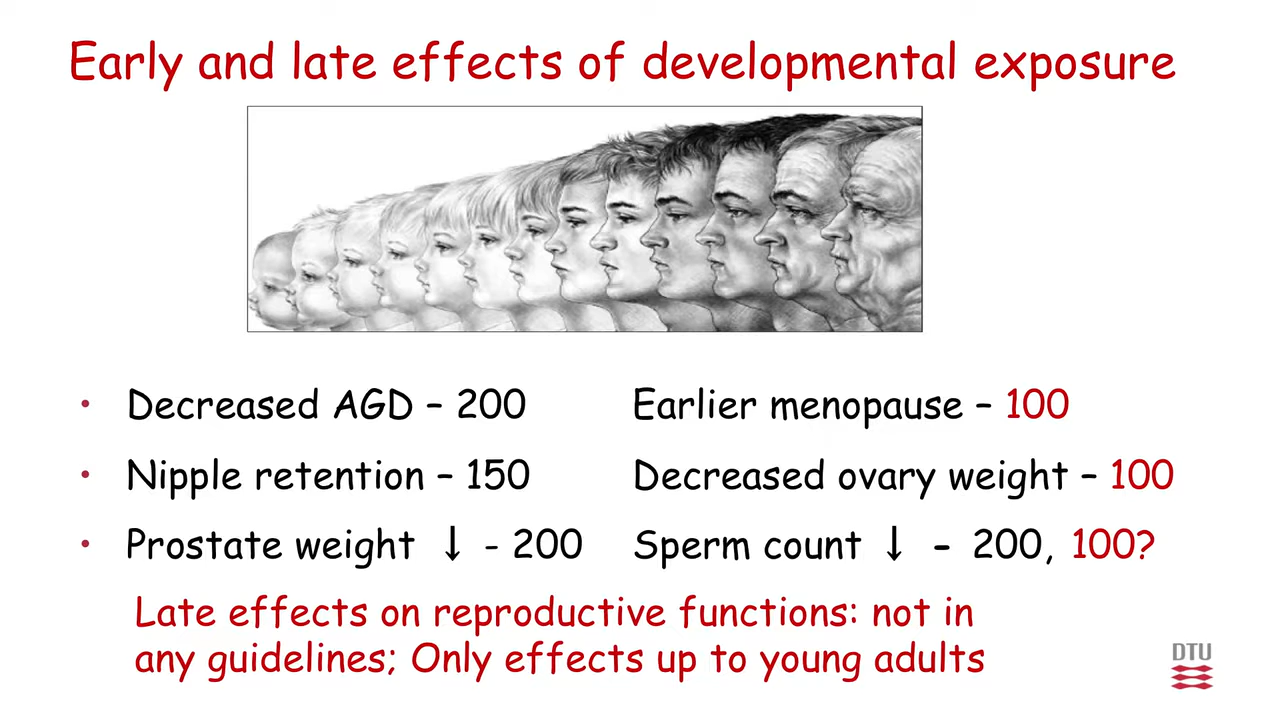 Early and late effects of developmental exposure
• Decreased AGD – 200 Earlier menopause – 100
• Nipple retention – 150 Decreased ovary weight – 100
• Prostate weight ↓ - 200 Sperm count ↓ - 200, 100?
Late effects on reproductive functions: not in
any guidelines; Only effects up to young adults
DTU